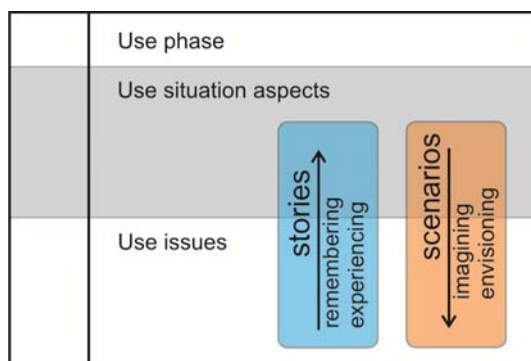 Use phase
Use situation aspects
Use issues
stories
remembering
experiencing
scenarios
imagining
envisioning